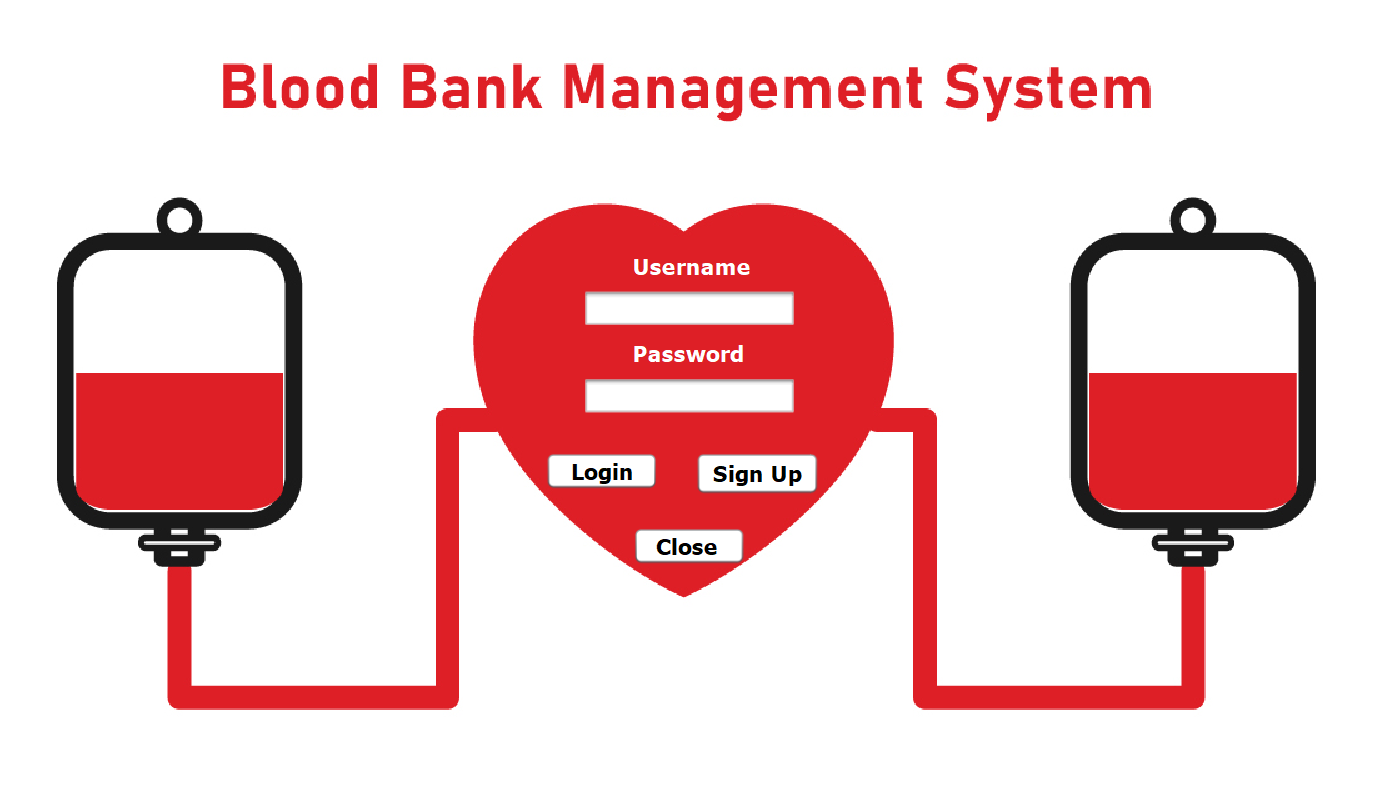 Blood Bank Management System
Username
Password
Login Sign Up
Close